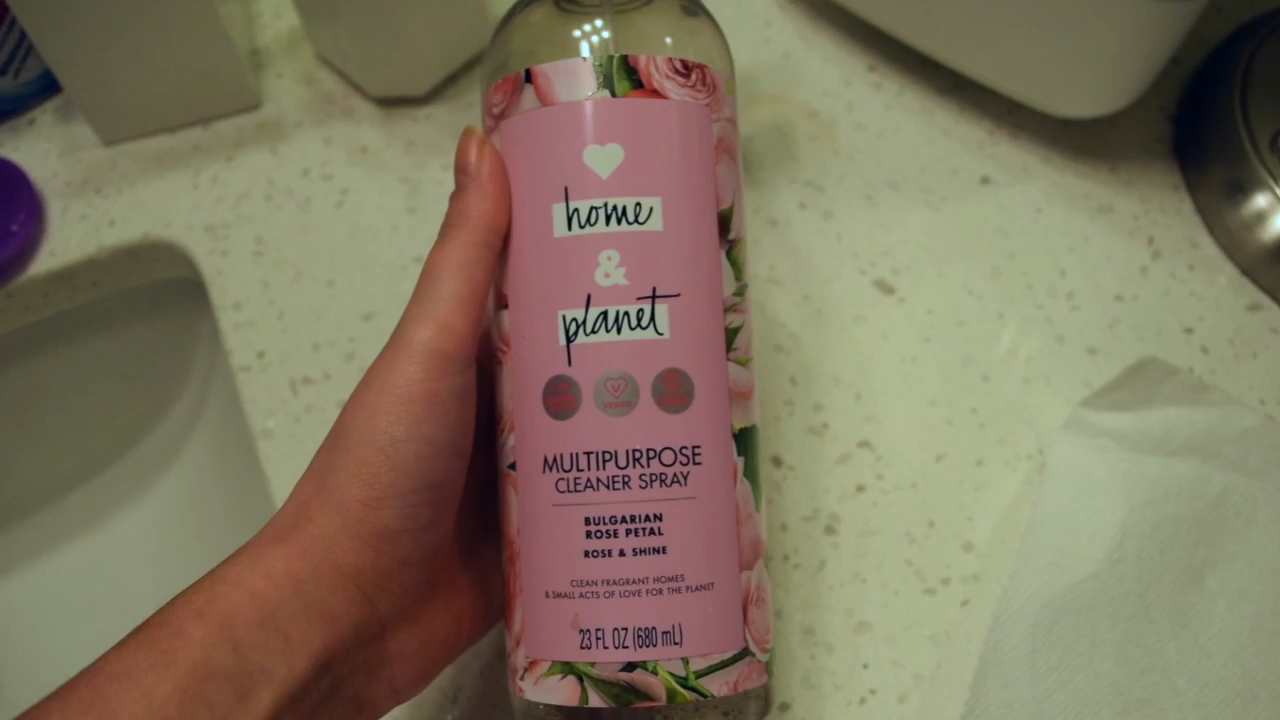 home
&
planet
VEGAN
MULTIPURPOSE
CLEANER SPRAY
BULGARIAN
ROSE PETAL
ROSE & SHINE
CLEAN FRAGRANT HOMES
& SMALL ACTS OF LOVE FOR THE PLANET
23 FL OZ (680 mL)